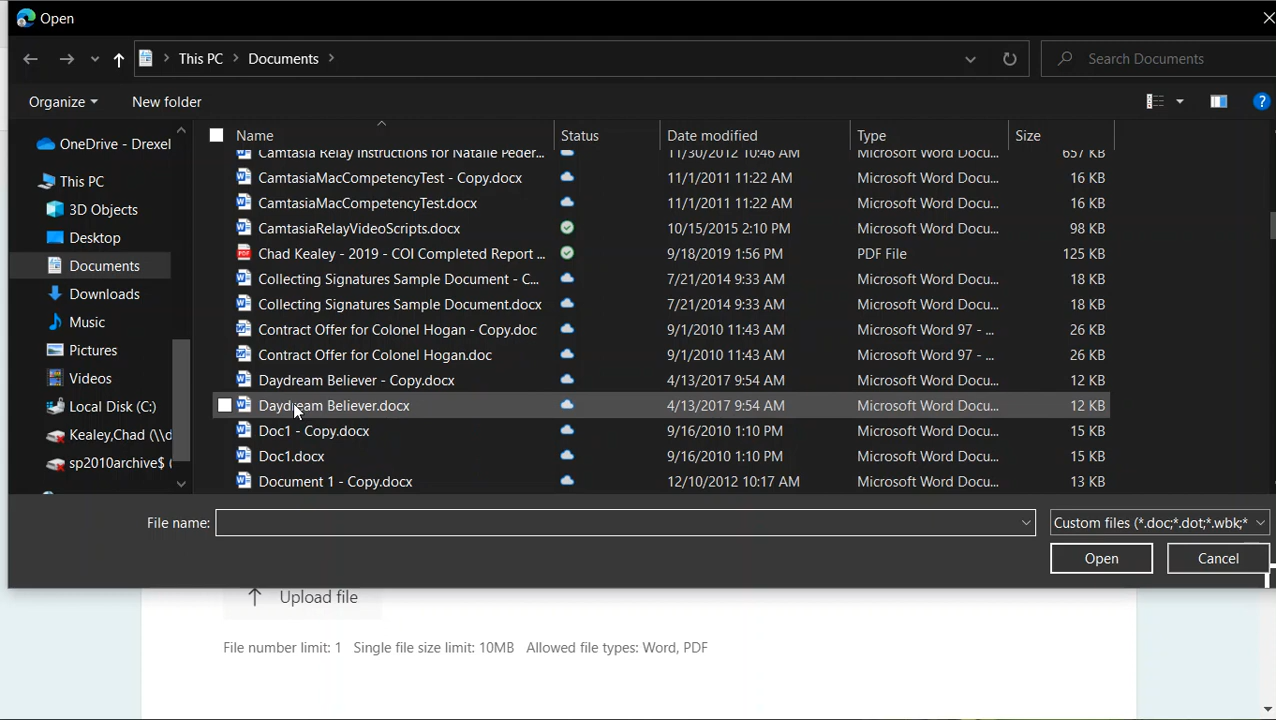 Open
This PC > Documents >
Search Documents
Organize
New folder
?
Name Status Date modified Type Size
OneDrive - Drexel
This PC
3D Objects
Desktop
Documents
Downloads
Music
Pictures
Videos
Local Disk (C:)
Kealey,Chad (\\d
sp2010archive$ (
Camtasia Relay Instructions for Natalie Peder... 11/30/2012 10:46 AM Microsoft Word Docu... 657 KB
CamtasiaMacCompetencyTest - Copy.docx 11/1/2011 11:22 AM Microsoft Word Docu... 16 KB
CamtasiaMacCompetencyTest.docx 11/1/2011 11:22 AM Microsoft Word Docu... 16 KB
CamtasiaRelayVideoScripts.docx 10/15/2015 2:10 PM Microsoft Word Docu... 98 KB
PDF Chad Kealey - 2019 - COI Completed Report ... 9/18/2019 1:56 PM PDF File 125 KB
Collecting Signatures Sample Document - C... 7/21/2014 9:33 AM Microsoft Word Docu... 18 KB
Collecting Signatures Sample Document.docx 7/21/2014 9:33 AM Microsoft Word Docu... 18 KB
Contract Offer for Colonel Hogan - Copy.doc 9/1/2010 11:43 AM Microsoft Word 97 - ... 26 KB
Contract Offer for Colonel Hogan.doc 9/1/2010 11:43 AM Microsoft Word 97 - ... 26 KB
Daydream Believer - Copy.docx 4/13/2017 9:54 AM Microsoft Word Docu... 12 KB
Daydream Believer.docx 4/13/2017 9:54 AM Microsoft Word Docu... 12 KB
Doc1 - Copy.docx 9/16/2010 1:10 PM Microsoft Word Docu... 15 KB
Doc1.docx 9/16/2010 1:10 PM Microsoft Word Docu... 15 KB
Document 1 - Copy.docx 12/10/2012 10:17 AM Microsoft Word Docu... 13 KB
File name:
Custom files (*.doc;*.dot;*.wbk;*
Open
Cancel
Upload file
File number limit: 1 Single file size limit: 10MB Allowed file types: Word, PDF